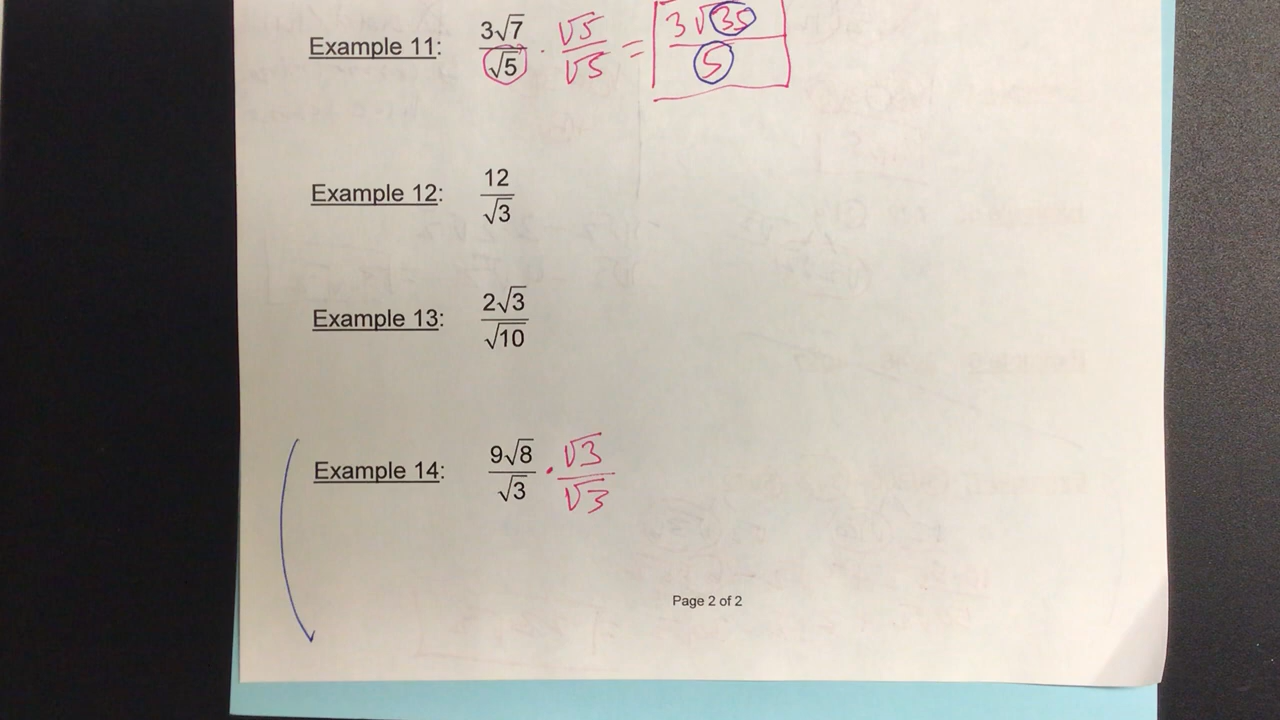 Example 11: 3√7/√5 · √5/√5 = 3√35/5
Example 12: 12/√3
Example 13: 2√3/√10
Example 14: 9√8/√3 · √3/√3
Page 2 of 2